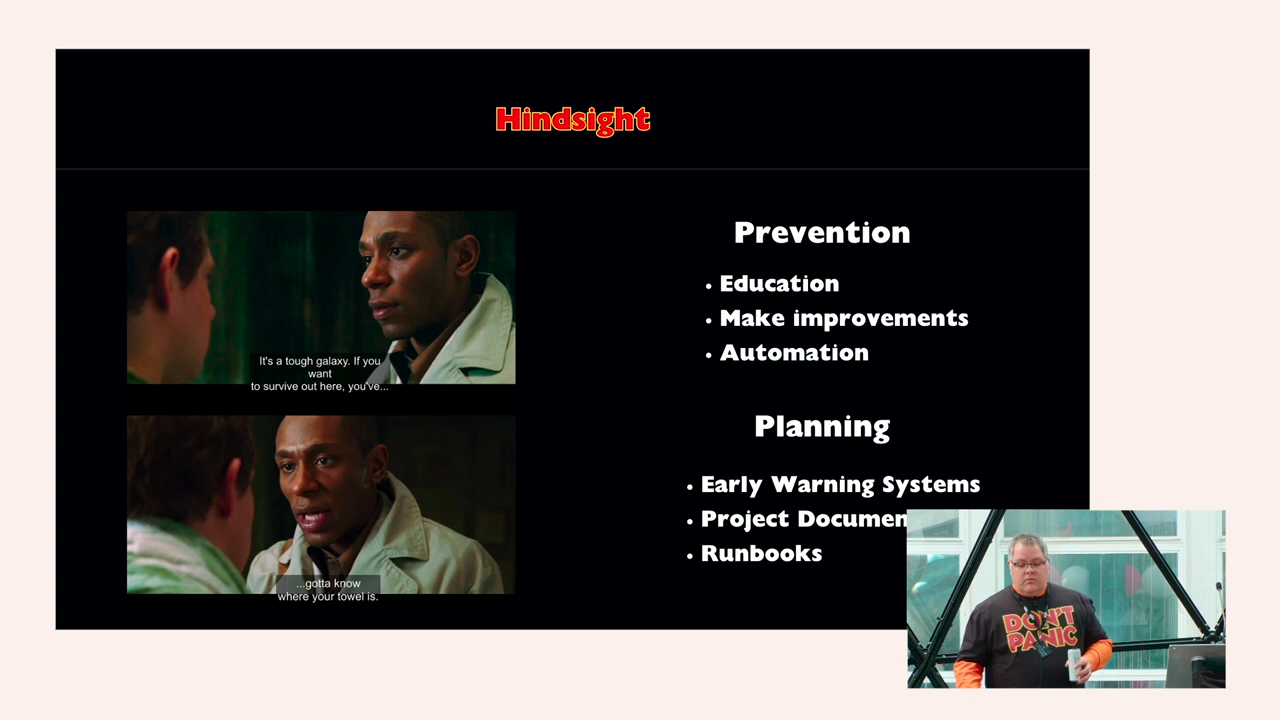 Hindsight
It's a tough galaxy. If you
want
to survive out here, you've...
...gotta know
where your towel is.
Prevention
• Education
• Make improvements
• Automation
Planning
• Early Warning Systems
• Project Documen
• Runbooks
DON'T
PANIC